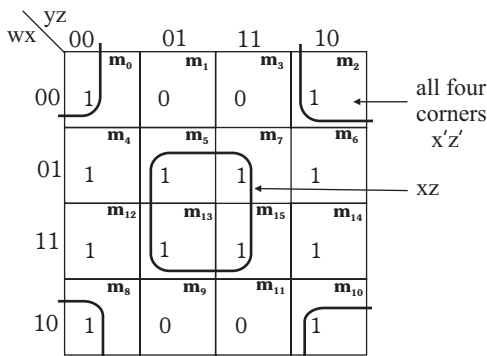 yz
wx 00 01 11 10
m₀ m₁ m₃ m₂
00 1 0 0 1 all four
corners
x′z′
m₄ m₅ m₇ m₆
01 1 1 1 1 xz
m₁₂ m₁₃ m₁₅ m₁₄
11 1 1 1 1
m₈ m₉ m₁₁ m₁₀
10 1 0 0 1